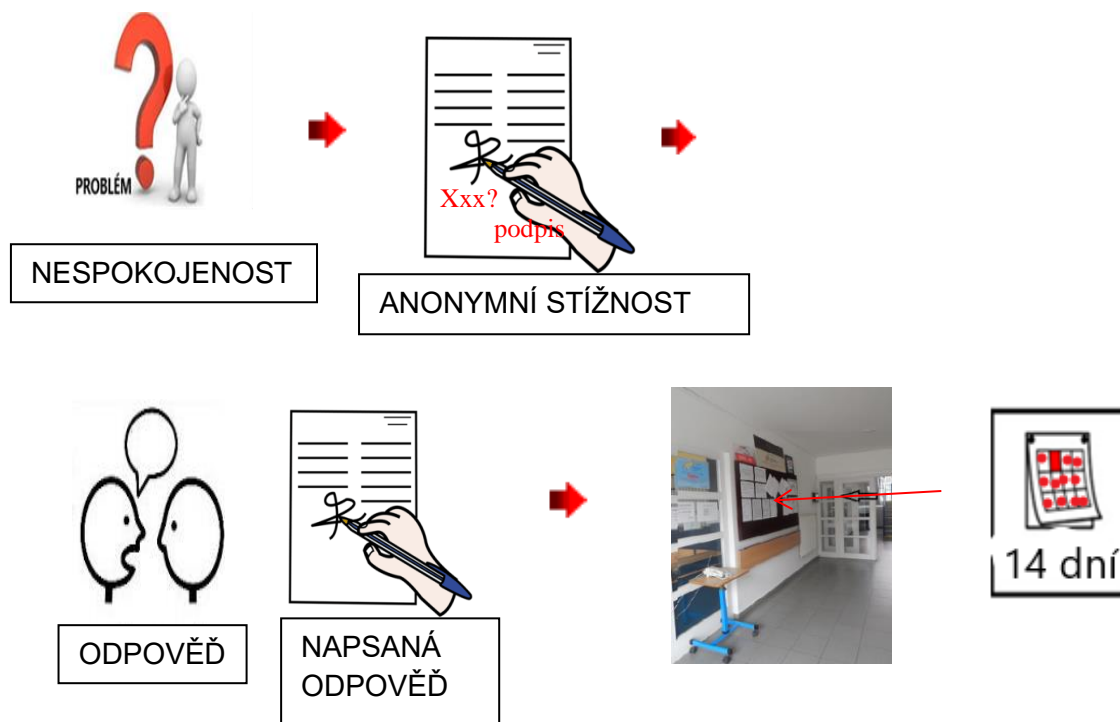 PROBLÉM
Xxx?
podpis
NESPOKOJENOST
ANONYMNÍ STÍŽNOST
14 dní
ODPOVĚĎ
NAPSANÁ
ODPOVĚĎ